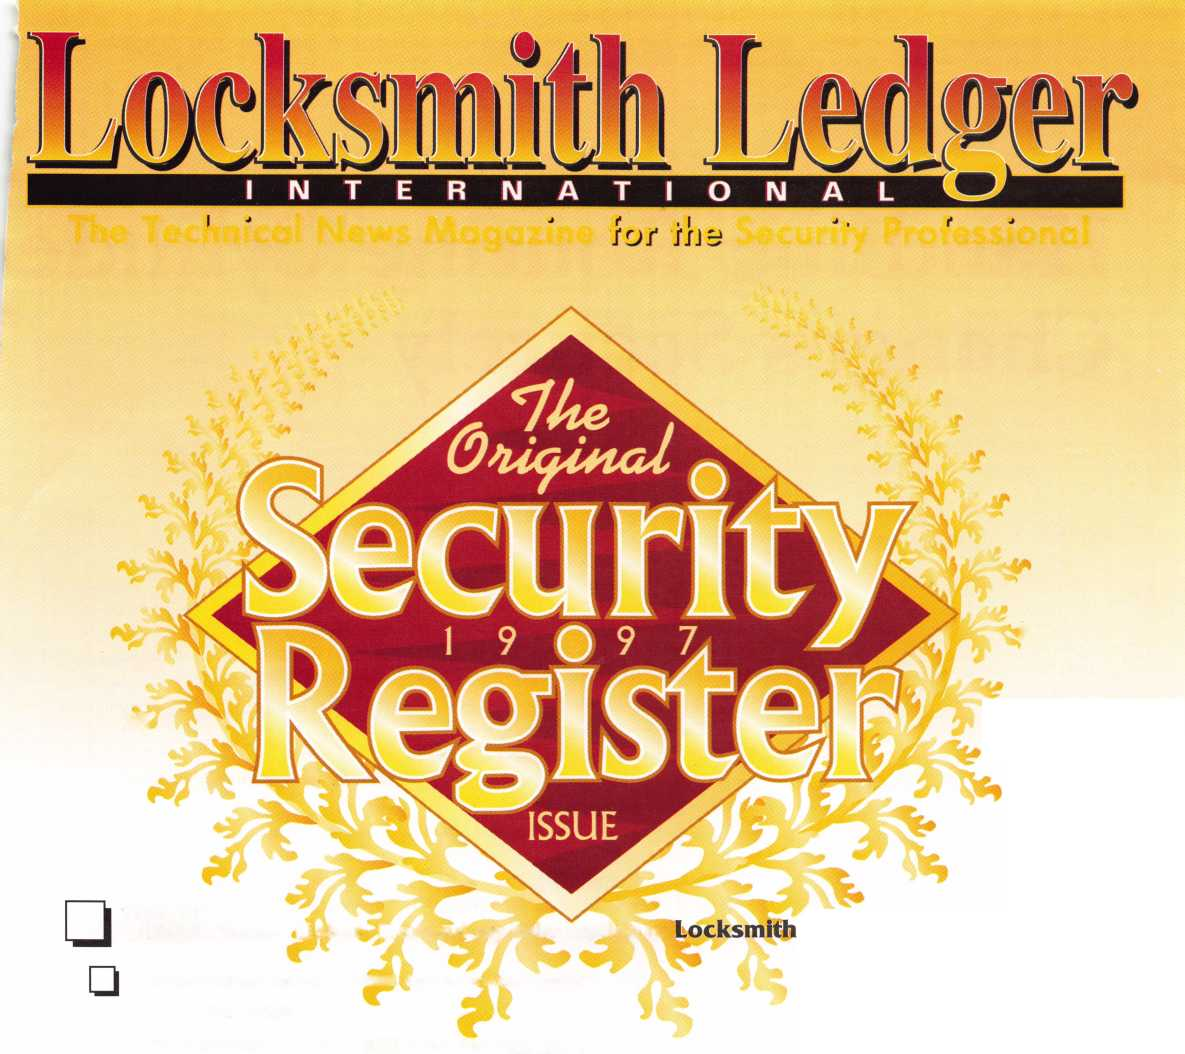 Locksmith Ledger
INTERNATIONAL
The Technical News Magazine for the Security Professional
The
Original
Security
1997
Register
ISSUE
Locksmith